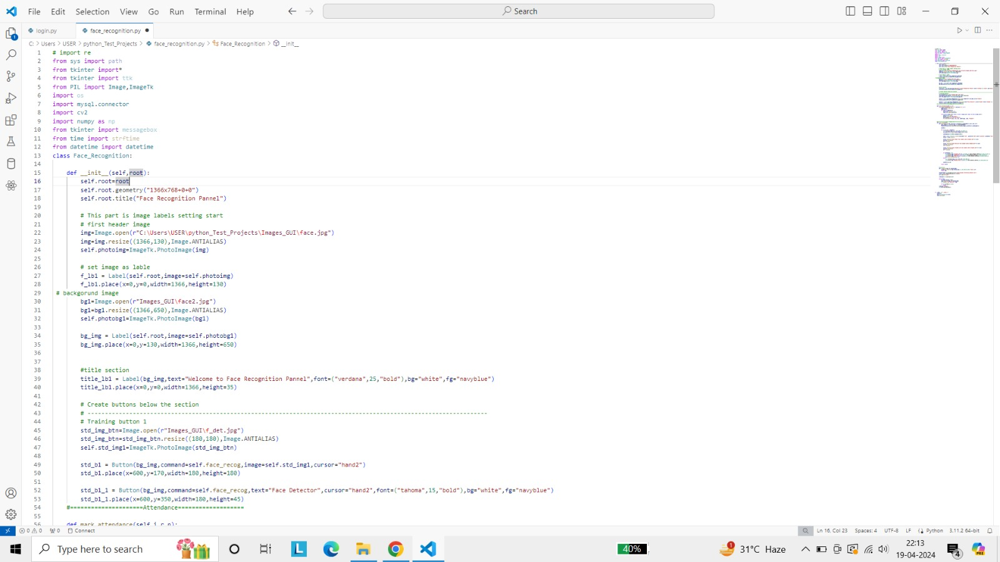 File Edit Selection View Go Run Terminal Help Search
login.py face_recognition.py
C: > Users > USER > python_Test_Projects > face_recognition.py > Face_Recognition > __init__
1 # import re
2 from sys import path
3 from tkinter import*
4 from tkinter import ttk
5 from PIL import Image,ImageTk
6 import os
7 import mysql.connector
8 import cv2
9 import numpy as np
10 from tkinter import messagebox
11 from time import strftime
12 from datetime import datetime
13 class Face_Recognition:
14
15 def __init__(self,root):
16 self.root=root
17 self.root.geometry("1366x768+0+0")
18 self.root.title("Face Recognition Pannel")
19
20 # This part is image labels setting start
21 # first header image
22 img=Image.open(r"C:\Users\USER\python_Test_Projects\Images_GUI\face.jpg")
23 img=img.resize((1366,130),Image.ANTIALIAS)
24 self.photoimg=ImageTk.PhotoImage(img)
25
26 # set image as lable
27 f_lb1 = Label(self.root,image=self.photoimg)
28 f_lb1.place(x=0,y=0,width=1366,height=130)
29 # backgorund image
30 bg1=Image.open(r"Images_GUI\face2.jpg")
31 bg1=bg1.resize((1366,650),Image.ANTIALIAS)
32 self.photobg1=ImageTk.PhotoImage(bg1)
33
34 bg_img = Label(self.root,image=self.photobg1)
35 bg_img.place(x=0,y=130,width=1366,height=650)
36
37
38 #title section
39 title_lb1 = Label(bg_img,text="Welcome to Face Recognition Pannel",font=("verdana",25,"bold"),bg="white",fg="navyblue")
40 title_lb1.place(x=0,y=0,width=1366,height=35)
41
42 # Create buttons below the section
43 # -------------------------------------------------------------------------------------------------------------------
44 # Training button 1
45 std_img_btn=Image.open(r"Images_GUI\f_det.jpg")
46 std_img_btn=std_img_btn.resize((180,180),Image.ANTIALIAS)
47 self.std_img1=ImageTk.PhotoImage(std_img_btn)
48
49 std_b1 = Button(bg_img,command=self.face_recog,image=self.std_img1,cursor="hand2")
50 std_b1.place(x=600,y=170,width=180,height=180)
51
52 std_b1_1 = Button(bg_img,command=self.face_recog,text="Face Detector",cursor="hand2",font=("tahoma",15,"bold"),bg="white",fg="navyblue")
53 std_b1_1.place(x=600,y=350,width=180,height=45)
54 #=====================Attendance===================
55
56 def mark_attendance(self,i,r,n):
0 0 0 Connect Ln 16, Col 23 Spaces: 4 UTF-8 LF Python 3.11.2 64-bit
Type here to search 40% 31°C Haze 22:13
19-04-2024